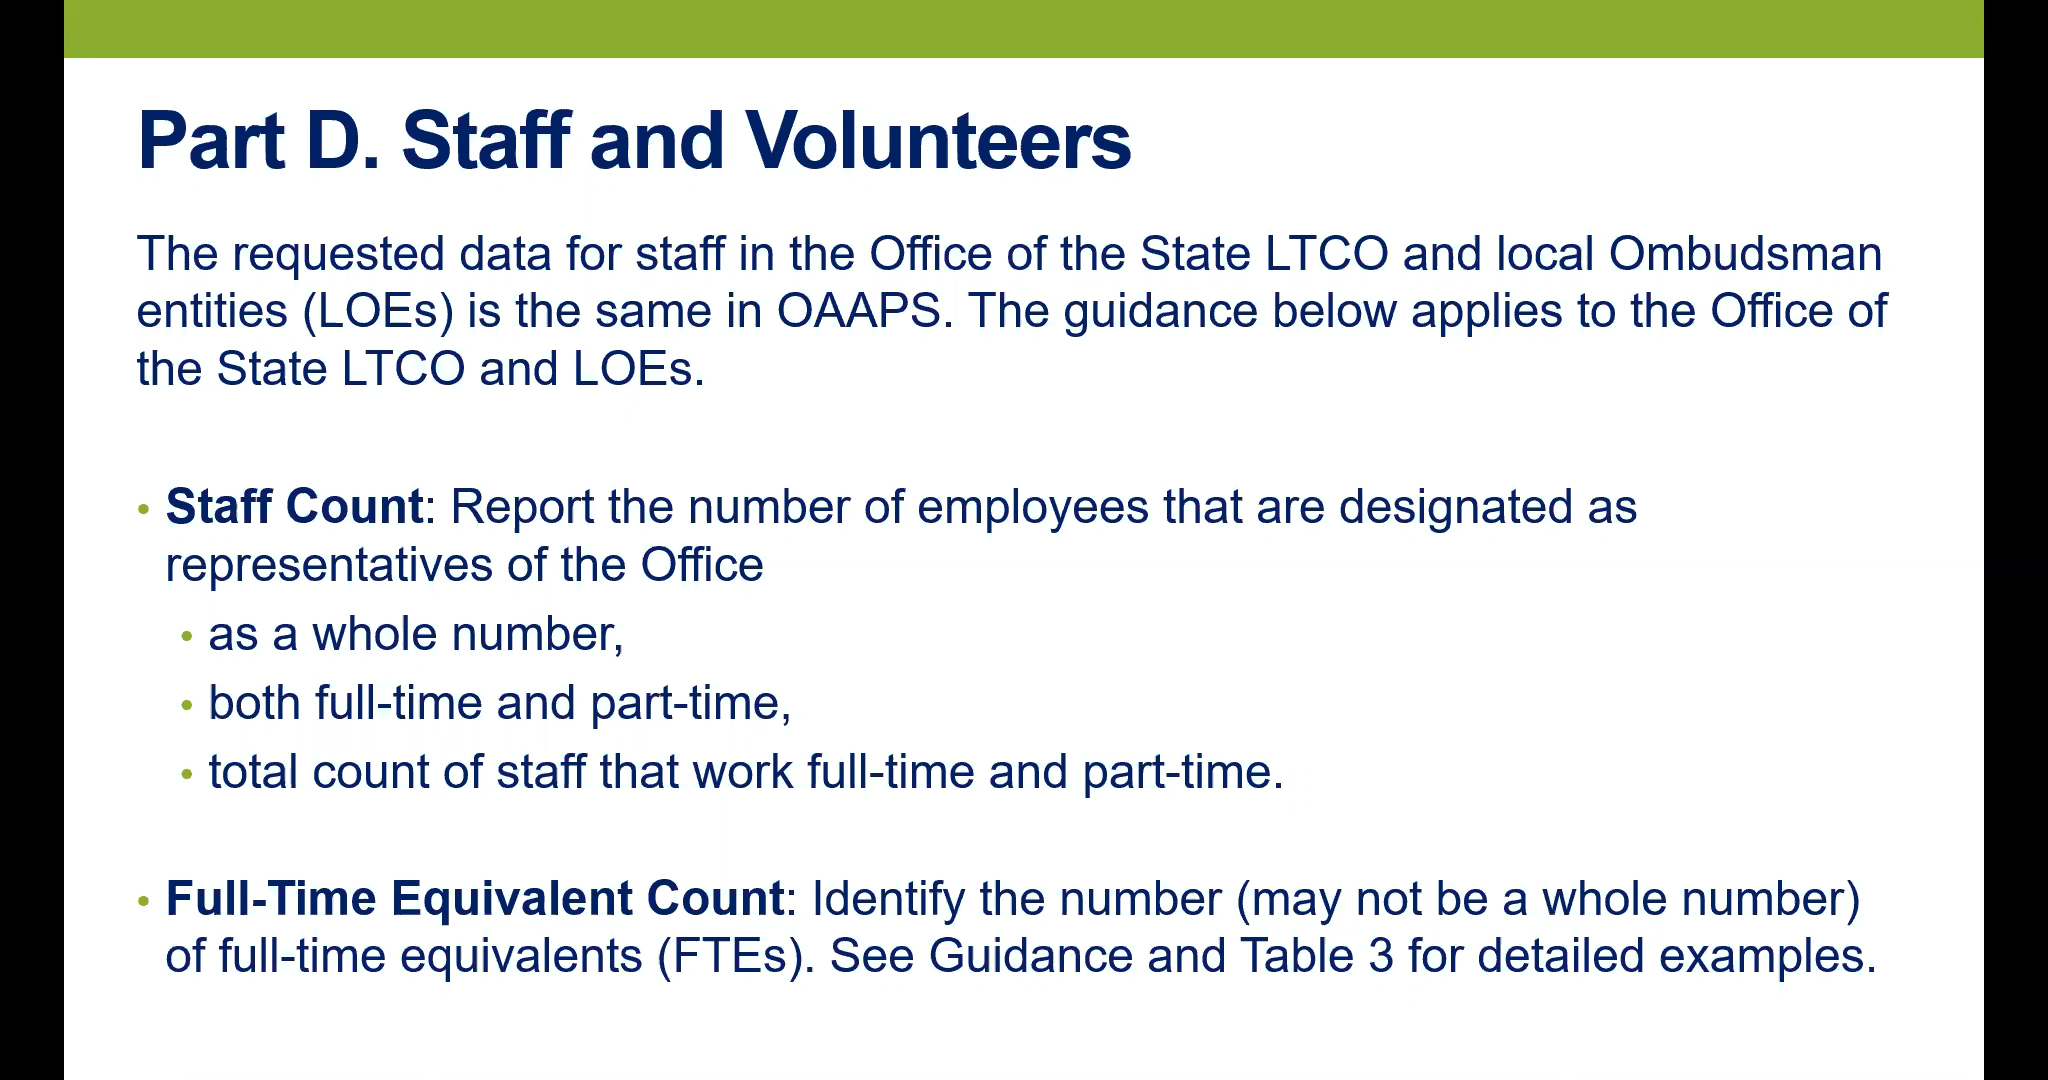 Part D. Staff and Volunteers
The requested data for staff in the Office of the State LTCO and local Ombudsman
entities (LOEs) is the same in OAAPS. The guidance below applies to the Office of
the State LTCO and LOEs.
• Staff Count: Report the number of employees that are designated as
representatives of the Office
• as a whole number,
• both full-time and part-time,
• total count of staff that work full-time and part-time.
• Full-Time Equivalent Count: Identify the number (may not be a whole number)
of full-time equivalents (FTEs). See Guidance and Table 3 for detailed examples.